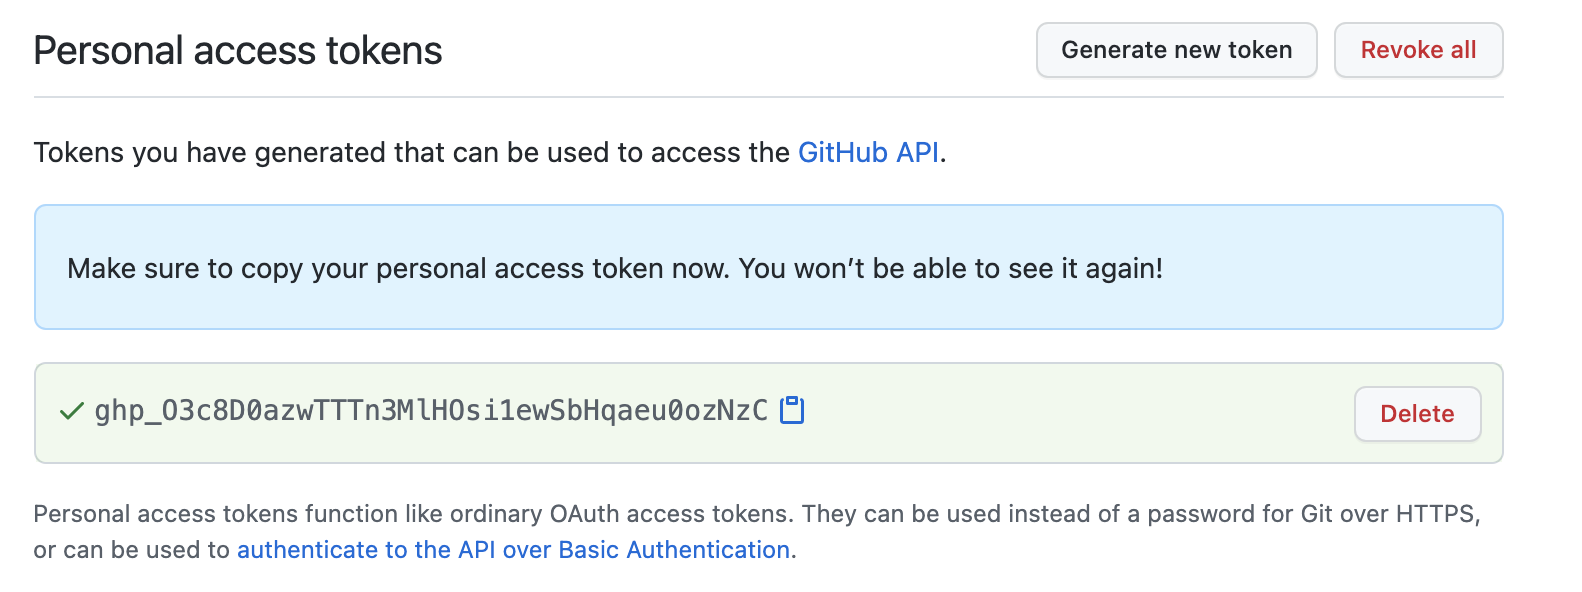 Personal access tokens
Generate new token
Revoke all
Tokens you have generated that can be used to access the GitHub API.
Make sure to copy your personal access token now. You won’t be able to see it again!
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
Delete
Personal access tokens function like ordinary OAuth access tokens. They can be used instead of a password for Git over HTTPS,
or can be used to authenticate to the API over Basic Authentication.